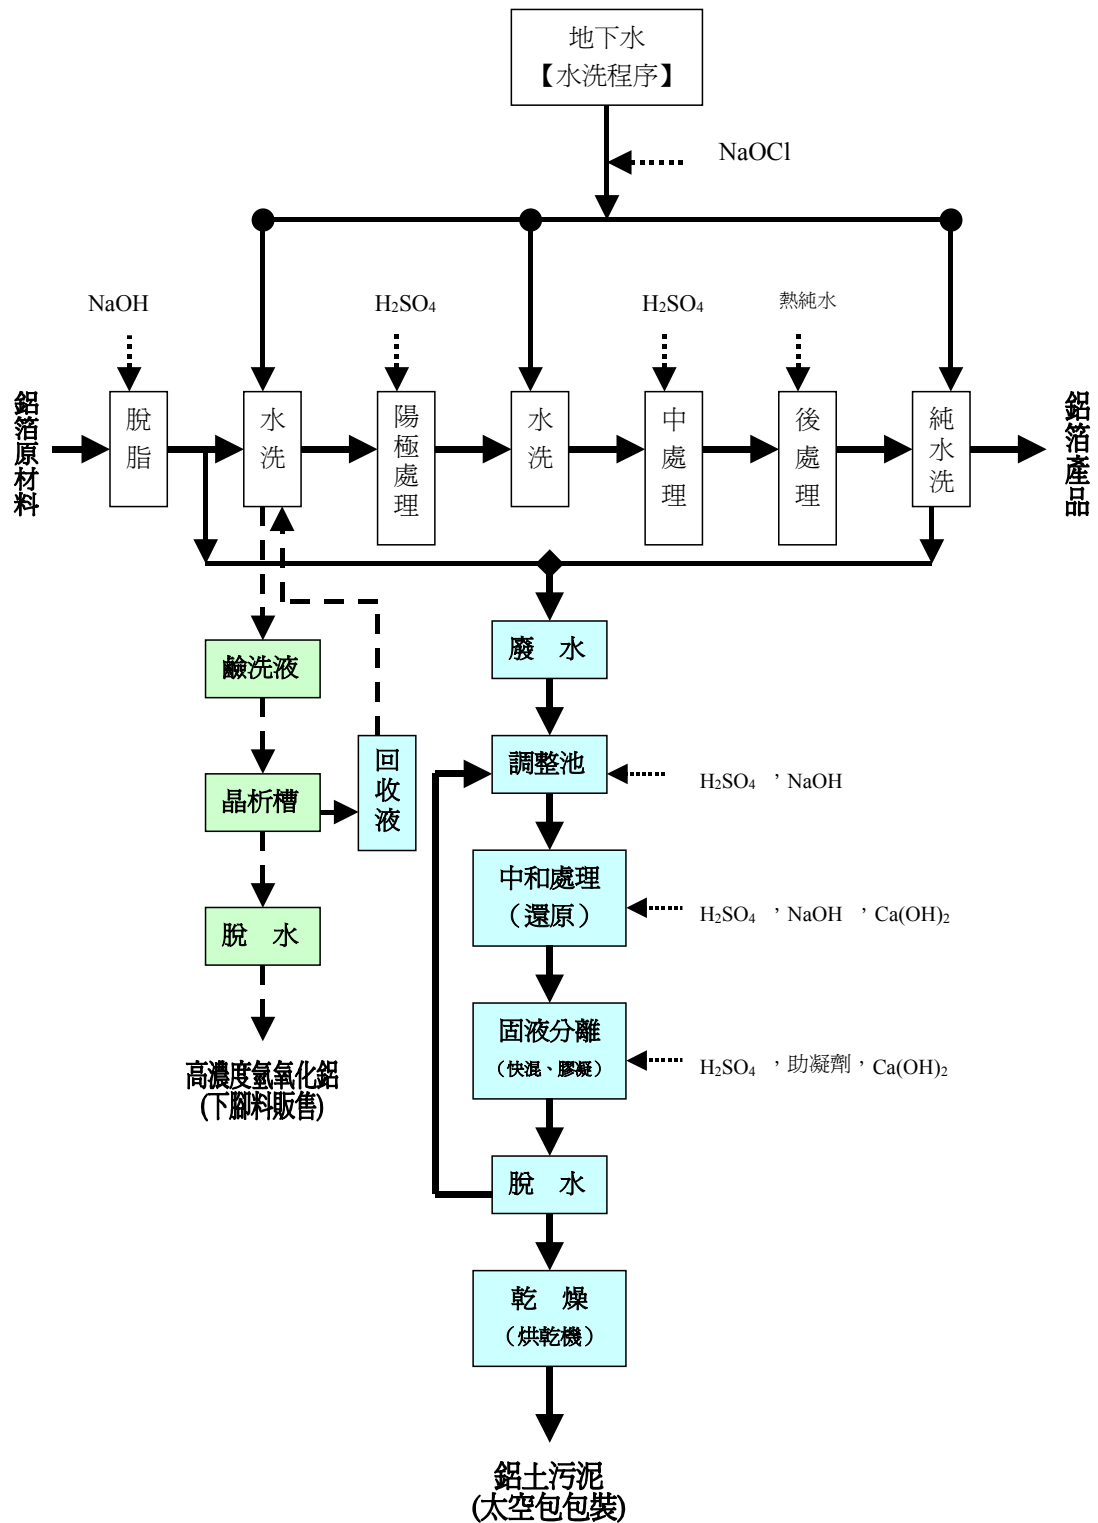 地下水
【水洗程序】
NaOCl
NaOH
H₂SO₄
H₂SO₄
熱純水
鋁箔原材料
脫脂
水洗
陽極處理
水洗
中處理
後處理
純水洗
鋁箔產品
廢 水
鹼洗液
回收液
調整池
H₂SO₄ ，NaOH
晶析槽
中和處理
（還原）
H₂SO₄ ，NaOH ，Ca(OH)₂
脫 水
固液分離
（快混、膠凝）
H₂SO₄ ，助凝劑，Ca(OH)₂
高濃度氫氧化鋁
(下腳料販售)
脫 水
乾 燥
（烘乾機）
鋁土污泥
(太空包包裝)